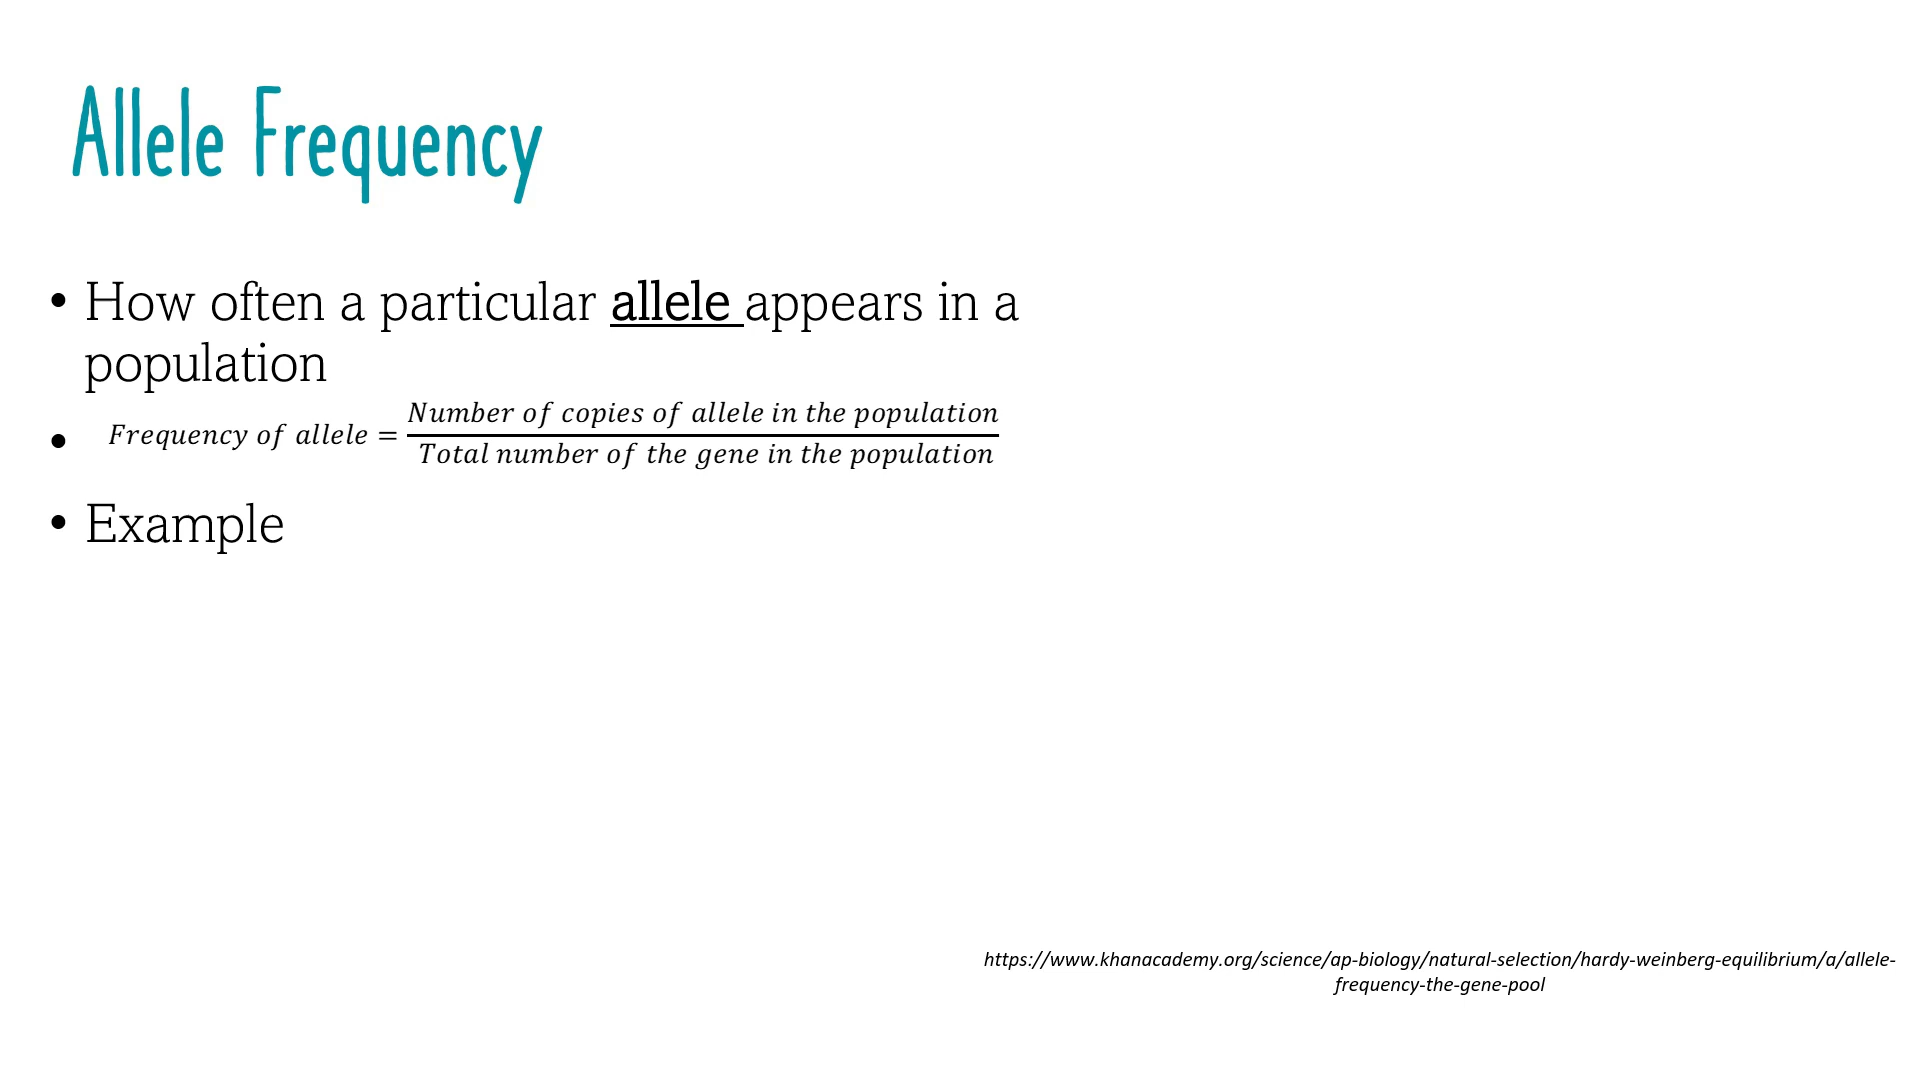 Allele Frequency
• How often a particular allele appears in a
population
• Frequency of allele = Number of copies of allele in the population
Total number of the gene in the population
• Example
https://www.khanacademy.org/science/ap-biology/natural-selection/hardy-weinberg-equilibrium/a/allele-
frequency-the-gene-pool